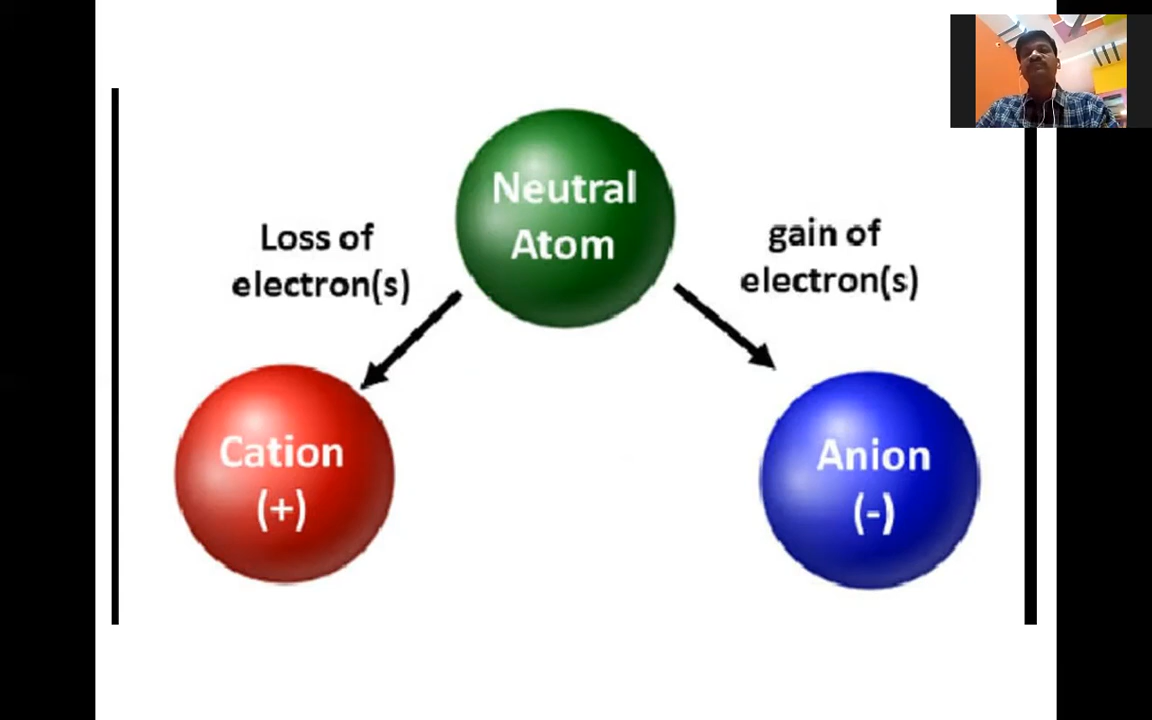 Neutral
Atom
Loss of
electron(s)
gain of
electron(s)
Cation
(+)
Anion
(-)